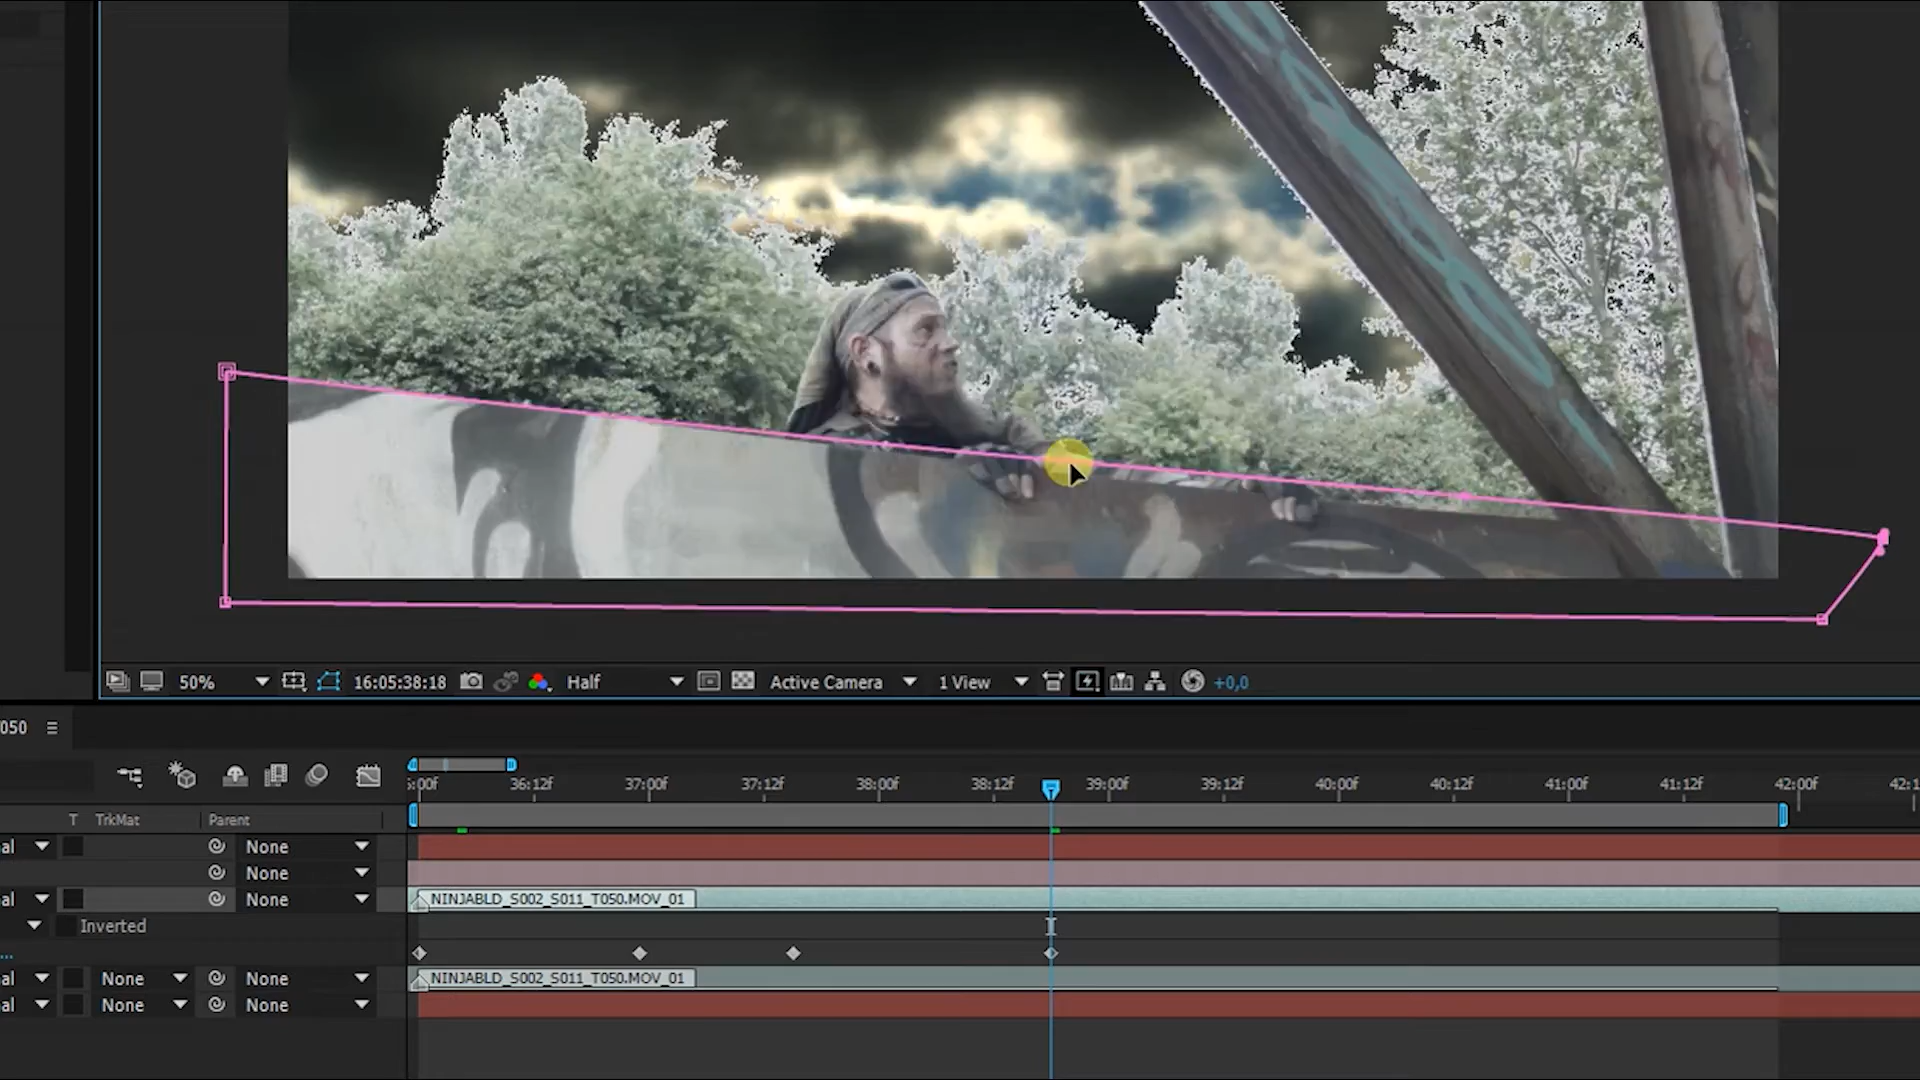 50% 16:05:38:18 Half Active Camera 1 View +0,0
050
5:00f 36:12f 37:00f 37:12f 38:00f 38:12f 39:00f 39:12f 40:00f 40:12f 41:00f 41:12f 42:00f 42:1
T TrkMat Parent
al None
None
al None NINJABLD_S002_S011_T050.MOV_01
Inverted
...
al None None NINJABLD_S002_S011_T050.MOV_01
al None None